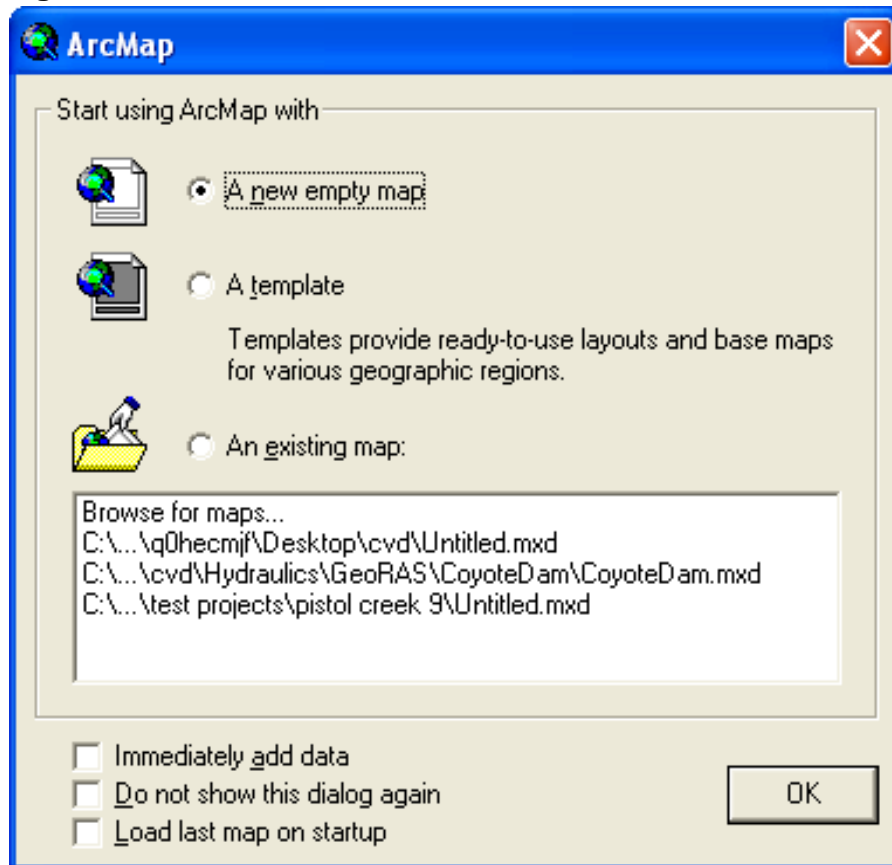 ArcMap
Start using ArcMap with
A new empty map
A template
Templates provide ready-to-use layouts and base maps
for various geographic regions.
An existing map:
Browse for maps...
C:\...\q0hecmjf\Desktop\cvd\Untitled.mxd
C:\...\cvd\Hydraulics\GeoRAS\CoyoteDam\CoyoteDam.mxd
C:\...\test projects\pistol creek 9\Untitled.mxd
Immediately add data
Do not show this dialog again
Load last map on startup
OK